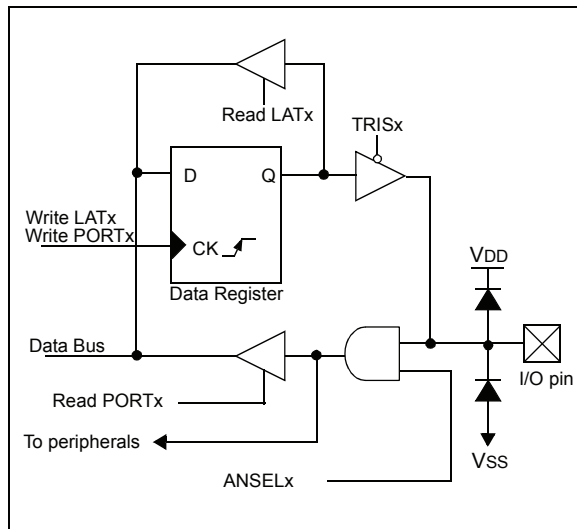 Read LATx
TRISx
D
Q
Write LATx
Write PORTx
CK
VDD
Data Register
Data Bus
I/O pin
Read PORTx
To peripherals
VSS
ANSELx